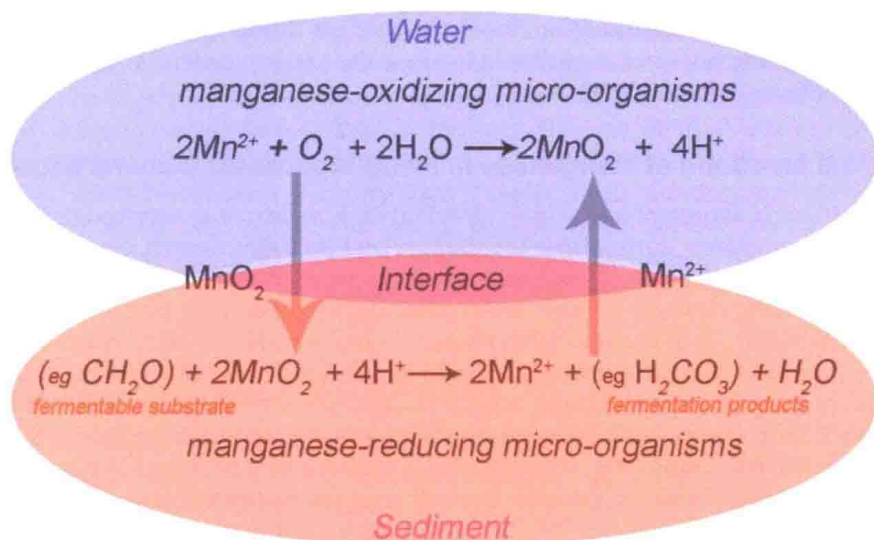 Water
manganese-oxidizing micro-organisms
2Mn²⁺ + O₂ + 2H₂O ⟶ 2MnO₂ + 4H⁺
MnO₂ Interface Mn²⁺
(eg CH₂O) + 2MnO₂ + 4H⁺ ⟶ 2Mn²⁺ + (eg H₂CO₃) + H₂O
fermentable substrate fermentation products
manganese-reducing micro-organisms
Sediment